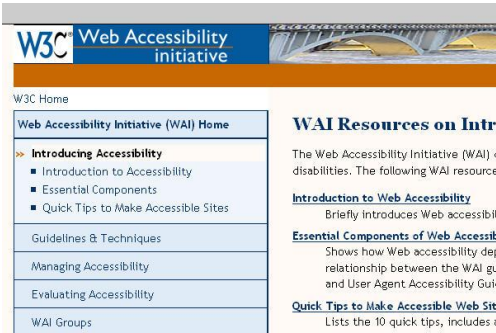 W3C® Web Accessibility
initiative
W3C Home
Web Accessibility Initiative (WAI) Home
» Introducing Accessibility
Introduction to Accessibility
Essential Components
Quick Tips to Make Accessible Sites
Guidelines & Techniques
Managing Accessibility
Evaluating Accessibility
WAI Groups
WAI Resources on Intr
The Web Accessibility Initiative (WAI)
disabilities. The following WAI resource
Introduction to Web Accessibility
Briefly introduces Web accessibil
Essential Components of Web Accessib
Shows how Web accessibility dep
relationship between the WAI gu
and User Agent Accessibility Gui
Quick Tips to Make Accessible Web Sit
Lists the 10 quick tips, includes a